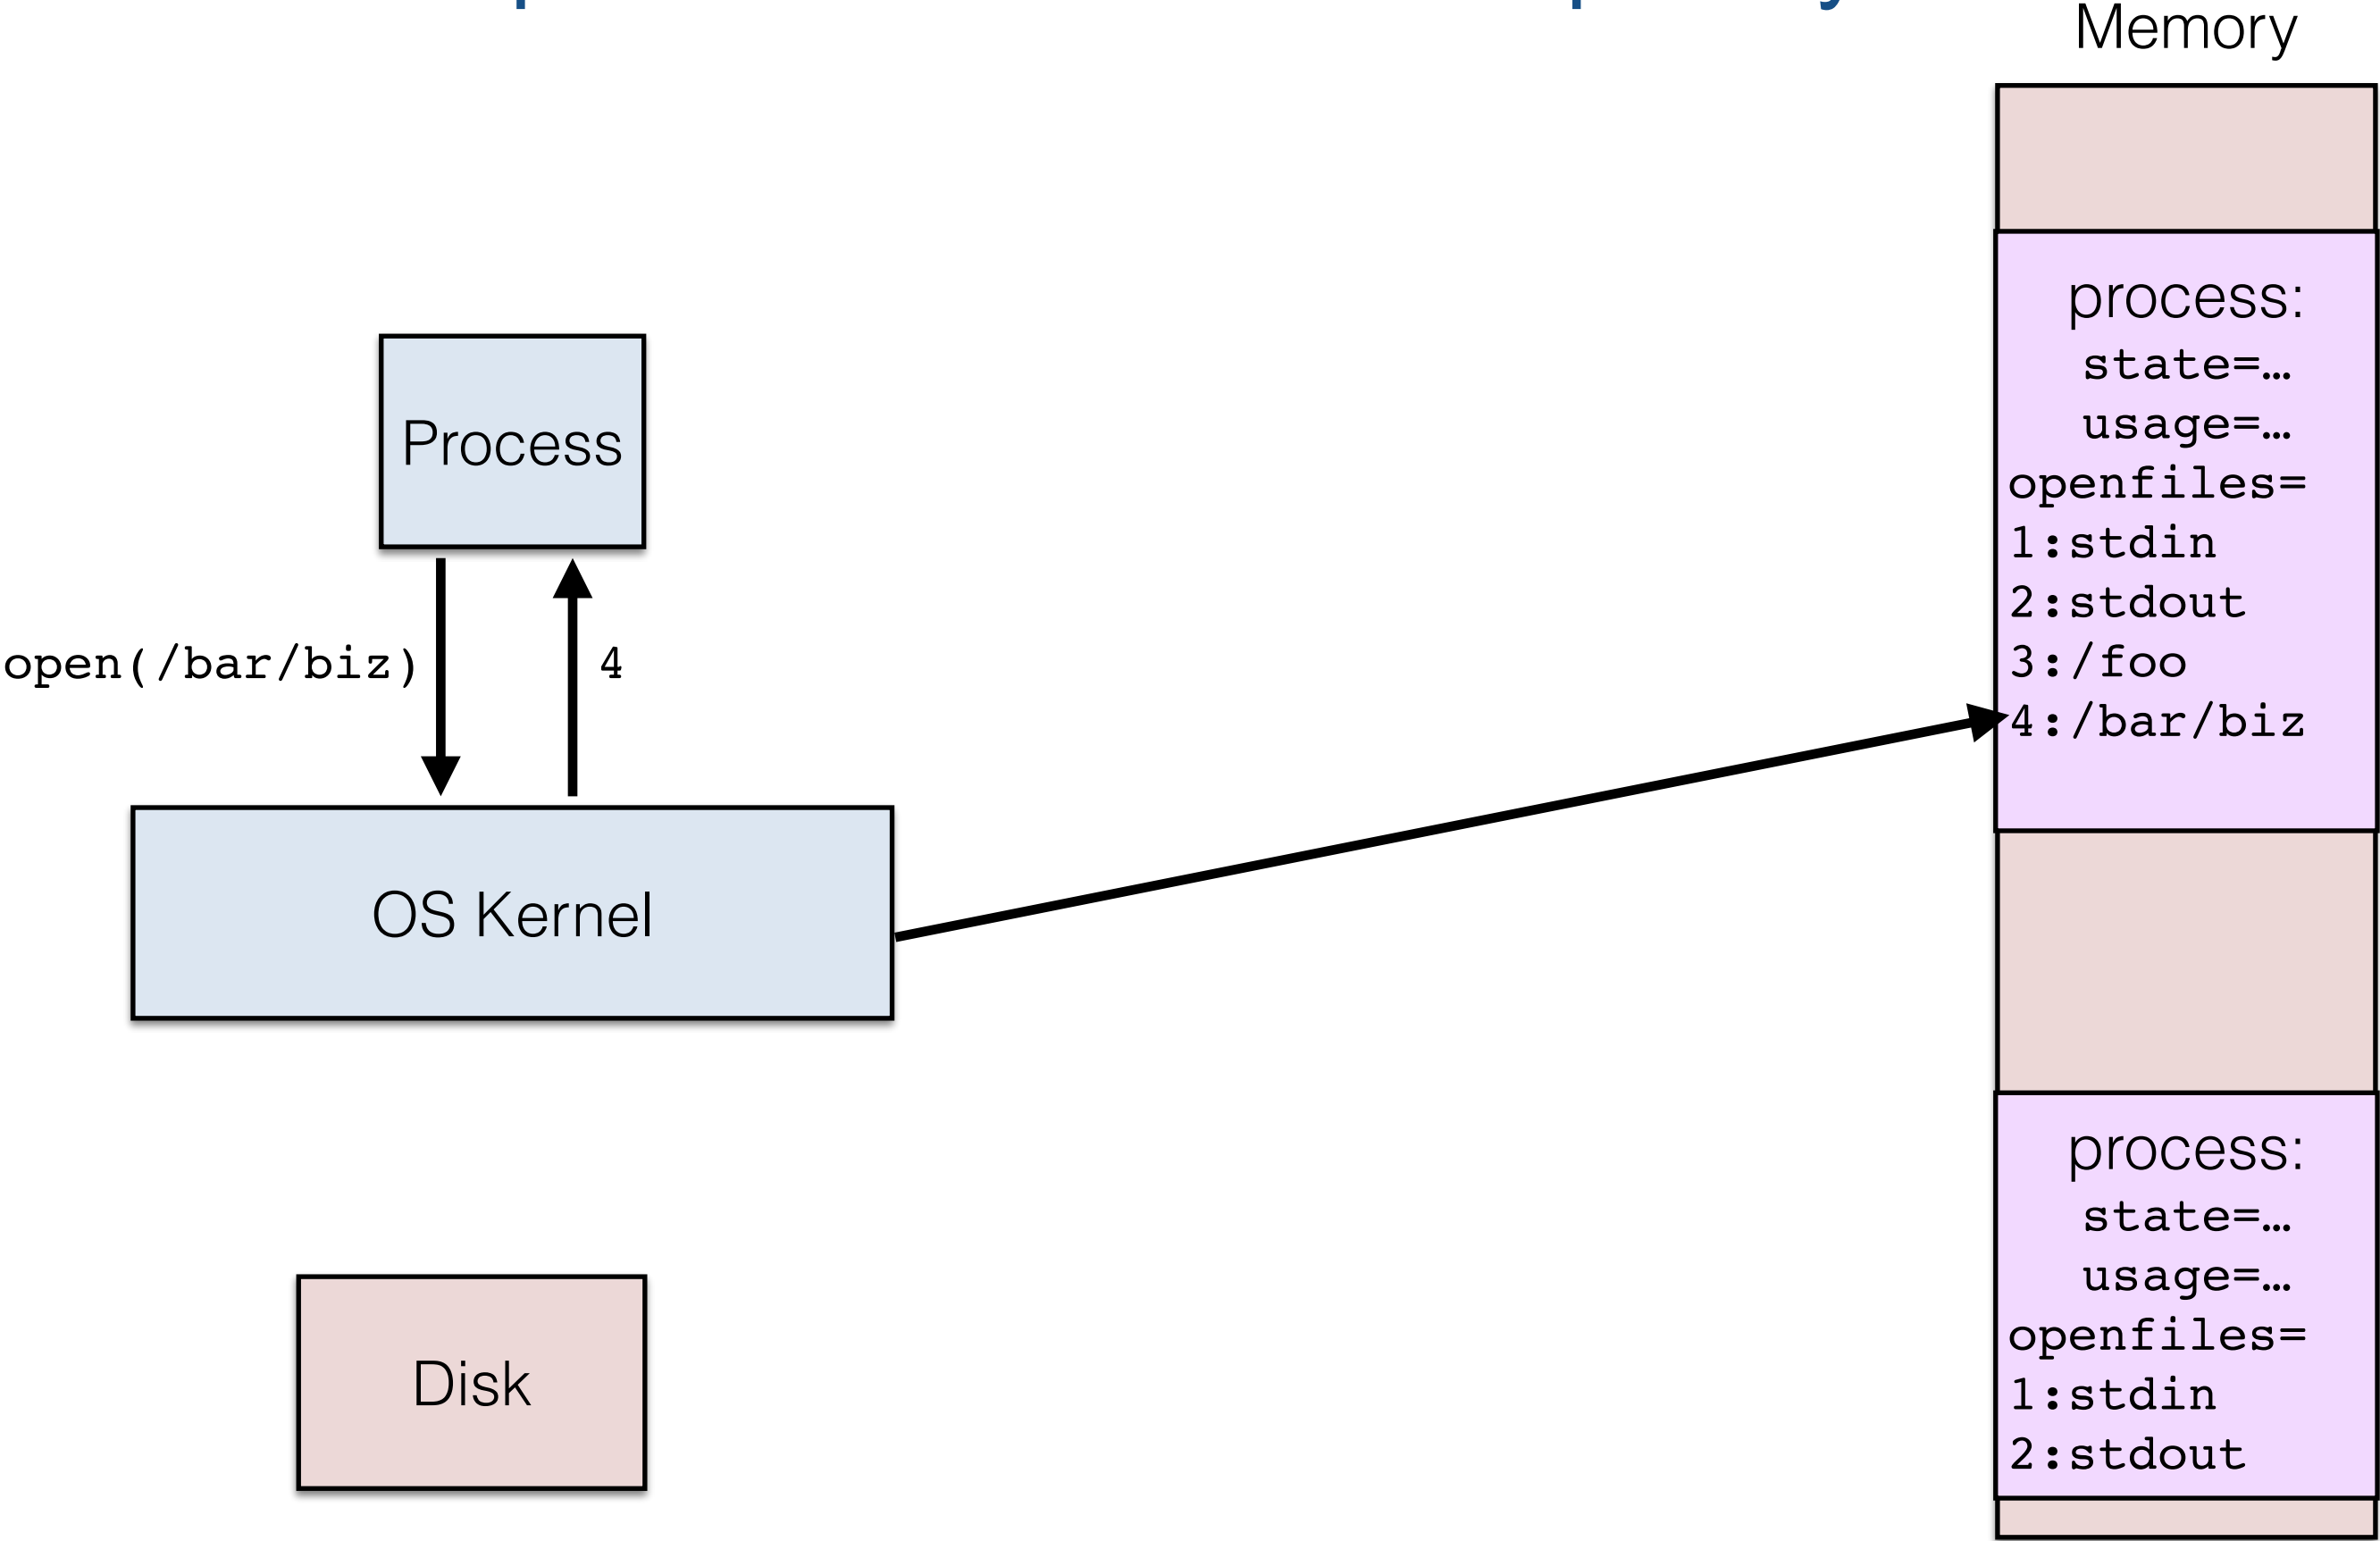 Memory
process:
state=…
usage=…
openfiles=
1:stdin
2:stdout
3:/foo
4:/bar/biz
Process
open(/bar/biz)
4
OS Kernel
process:
state=…
usage=…
openfiles=
1:stdin
2:stdout
Disk